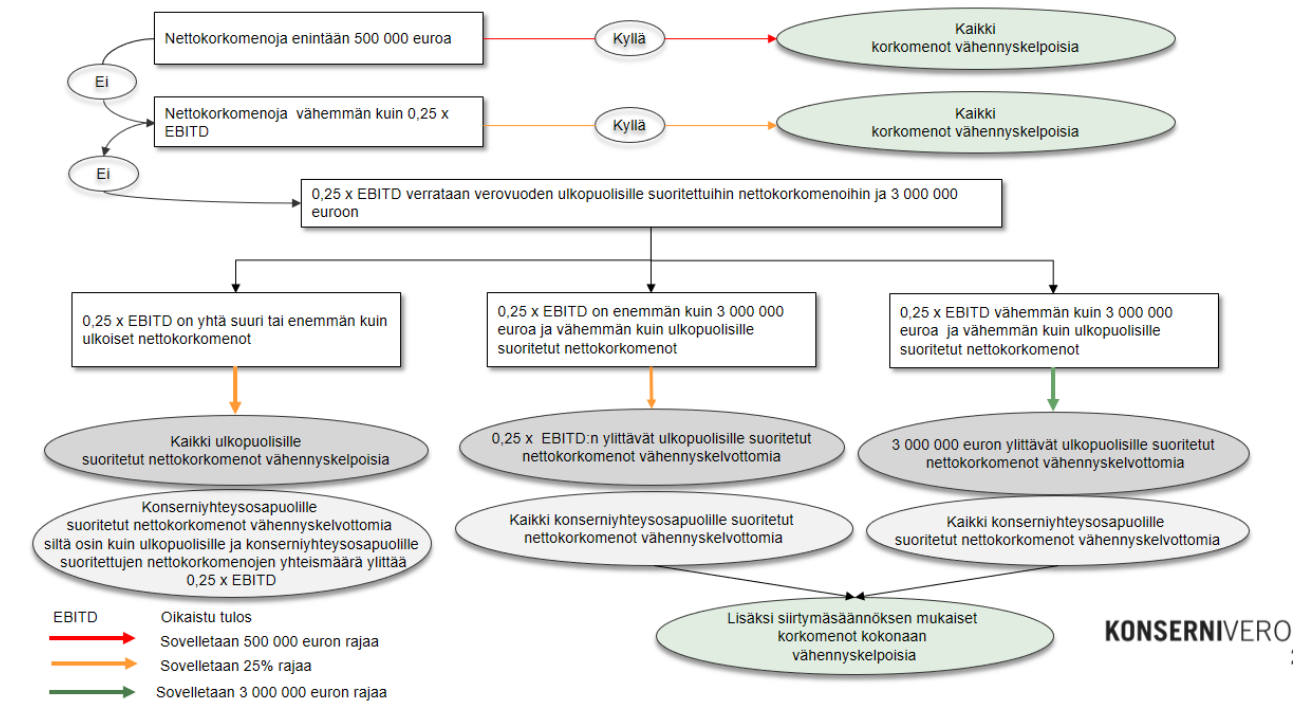 Nettokorkomenoja enintään 500 000 euroa
Kyllä
Kaikki
korkomenot vähennyskelpoisia
Ei
Nettokorkomenoja vähemmän kuin 0,25 x
EBITD
Kyllä
Kaikki
korkomenot vähennyskelpoisia
Ei
0,25 x EBITD verrataan verovuoden ulkopuolisille suoritettuihin nettokorkomenoihin ja 3 000 000
euroon
0,25 x EBITD on yhtä suuri tai enemmän kuin
ulkoiset nettokorkomenot
0,25 x EBITD on enemmän kuin 3 000 000
euroa ja vähemmän kuin ulkopuolisille
suoritetut nettokorkomenot
0,25 x EBITD vähemmän kuin 3 000 000
euroa ja vähemmän kuin ulkopuolisille
suoritetut nettokorkomenot
Kaikki ulkopuolisille
suoritetut nettokorkomenot vähennyskelpoisia
0,25 x EBITD:n ylittävät ulkopuolisille suoritetut
nettokorkomenot vähennyskelvottomia
3 000 000 euron ylittävät ulkopuolisille suoritetut
nettokorkomenot vähennyskelvottomia
Konserniyhteysosapuolille
suoritetut nettokorkomenot vähennyskelvottomia
siltä osin kuin ulkopuolisille ja konserniyhteysosapuolille
suoritettujen nettokorkomenojen yhteismäärä ylittää
0,25 x EBITD
Kaikki konserniyhteysosapuolille suoritetut
nettokorkomenot vähennyskelvottomia
Kaikki konserniyhteysosapuolille
suoritetut nettokorkomenot vähennyskelvottomia
Lisäksi siirtymäsäännöksen mukaiset
korkomenot kokonaan
vähennyskelpoisia
EBITD Oikaistu tulos
Sovelletaan 500 000 euron rajaa
Sovelletaan 25% rajaa
Sovelletaan 3 000 000 euron rajaa
KONSERNIVERO